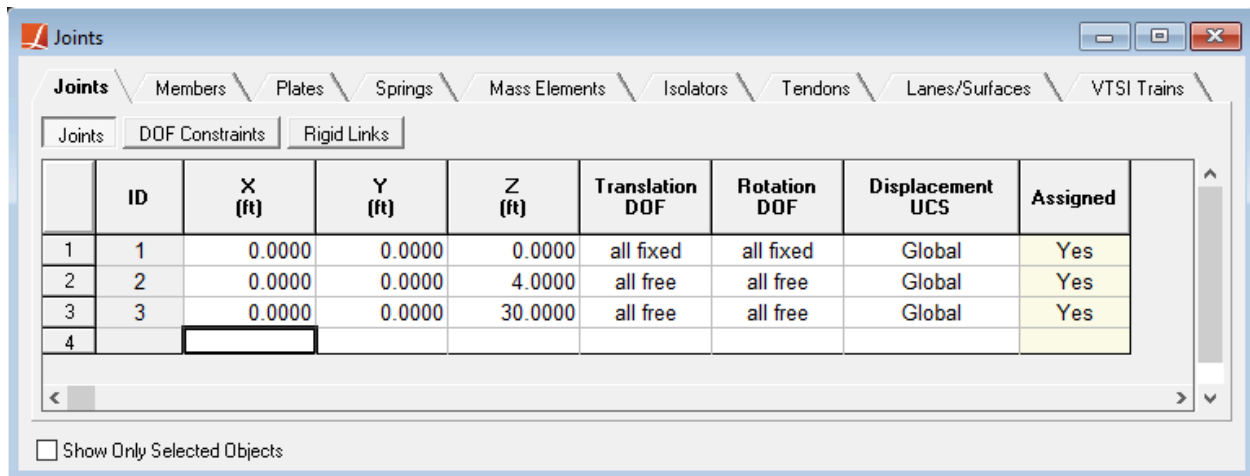 Joints
Joints Members Plates Springs Mass Elements Isolators Tendons Lanes/Surfaces VTSI Trains
Joints DOF Constraints Rigid Links
ID X (ft) Y (ft) Z (ft) Translation DOF Rotation DOF Displacement UCS Assigned
1 1 0.0000 0.0000 0.0000 all fixed all fixed Global Yes
2 2 0.0000 0.0000 4.0000 all free all free Global Yes
3 3 0.0000 0.0000 30.0000 all free all free Global Yes
4
Show Only Selected Objects